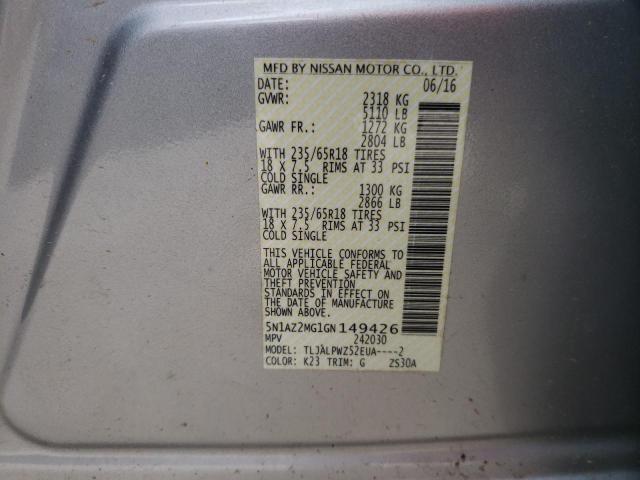 MFD BY NISSAN MOTOR CO., LTD.
DATE: 06/16
GVWR: 2318 KG
5110 LB
GAWR FR.: 1272 KG
2804 LB
WITH 235/65R18 TIRES
18 X 7.5 RIMS AT 33 PSI
COLD SINGLE
GAWR RR.: 1300 KG
2866 LB
WITH 235/65R18 TIRES
18 X 7.5 RIMS AT 33 PSI
COLD SINGLE
THIS VEHICLE CONFORMS TO
ALL APPLICABLE FEDERAL
MOTOR VEHICLE SAFETY AND
THEFT PREVENTION
STANDARDS IN EFFECT ON
THE DATE OF MANUFACTURE
SHOWN ABOVE.
5N1AZ2MG1GN149426
MPV 242030
MODEL: TLJALPWZ52EUA----2
COLOR: K23 TRIM: G ZS30A